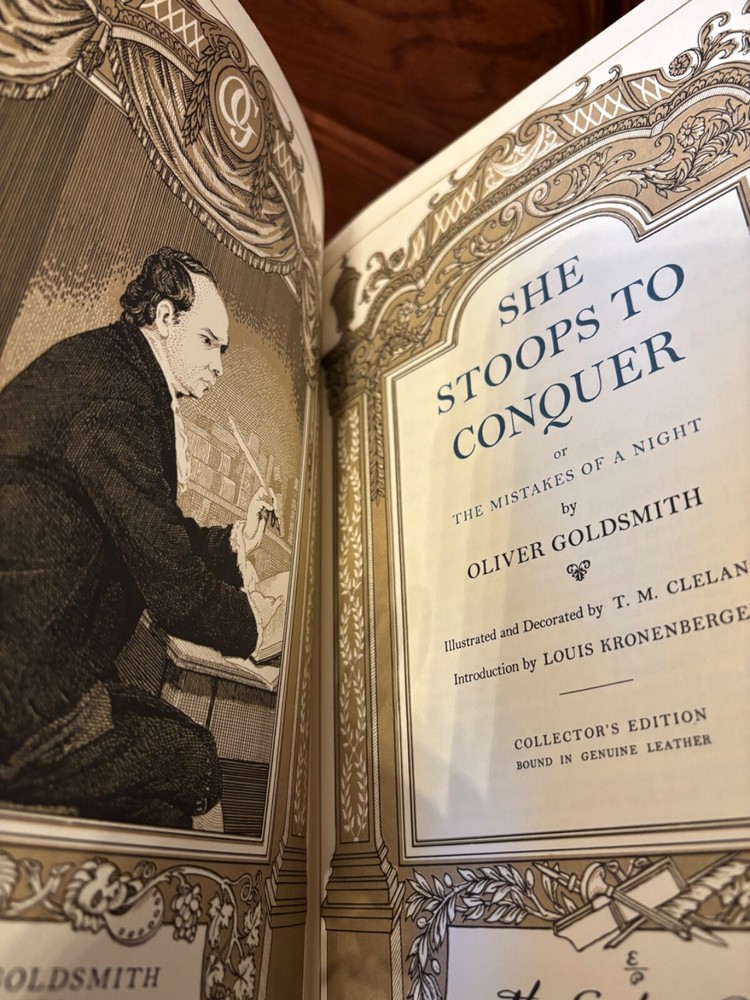 OG
GOLDSMITH
SHE
STOOPS TO
CONQUER
or
THE MISTAKES OF A NIGHT
by
OLIVER GOLDSMITH
Illustrated and Decorated by T. M. CLELAN
Introduction by LOUIS KRONENBERGE
COLLECTOR'S EDITION
BOUND IN GENUINE LEATHER
E
P